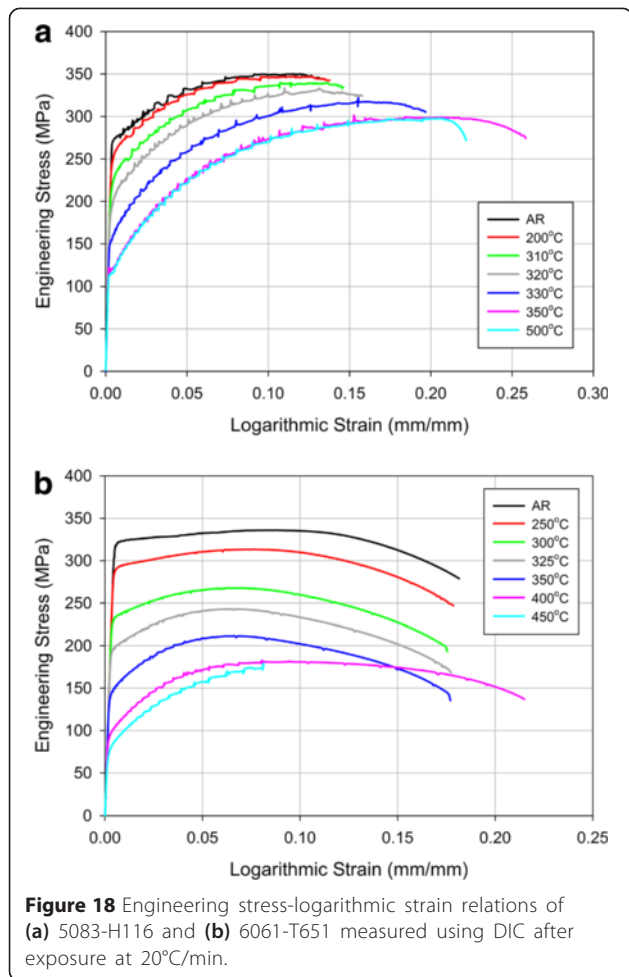 a
400
350
300
250
200
150
100
50
0
Engineering Stress (MPa)
AR
200°C
310°C
320°C
330°C
350°C
500°C
0.00 0.05 0.10 0.15 0.20 0.25 0.30
Logarithmic Strain (mm/mm)
b
400
350
300
250
200
150
100
50
0
Engineering Stress (MPa)
AR
250°C
300°C
325°C
350°C
400°C
450°C
0.00 0.05 0.10 0.15 0.20 0.25
Logarithmic Strain (mm/mm)
Figure 18 Engineering stress-logarithmic strain relations of
(a) 5083-H116 and (b) 6061-T651 measured using DIC after
exposure at 20°C/min.